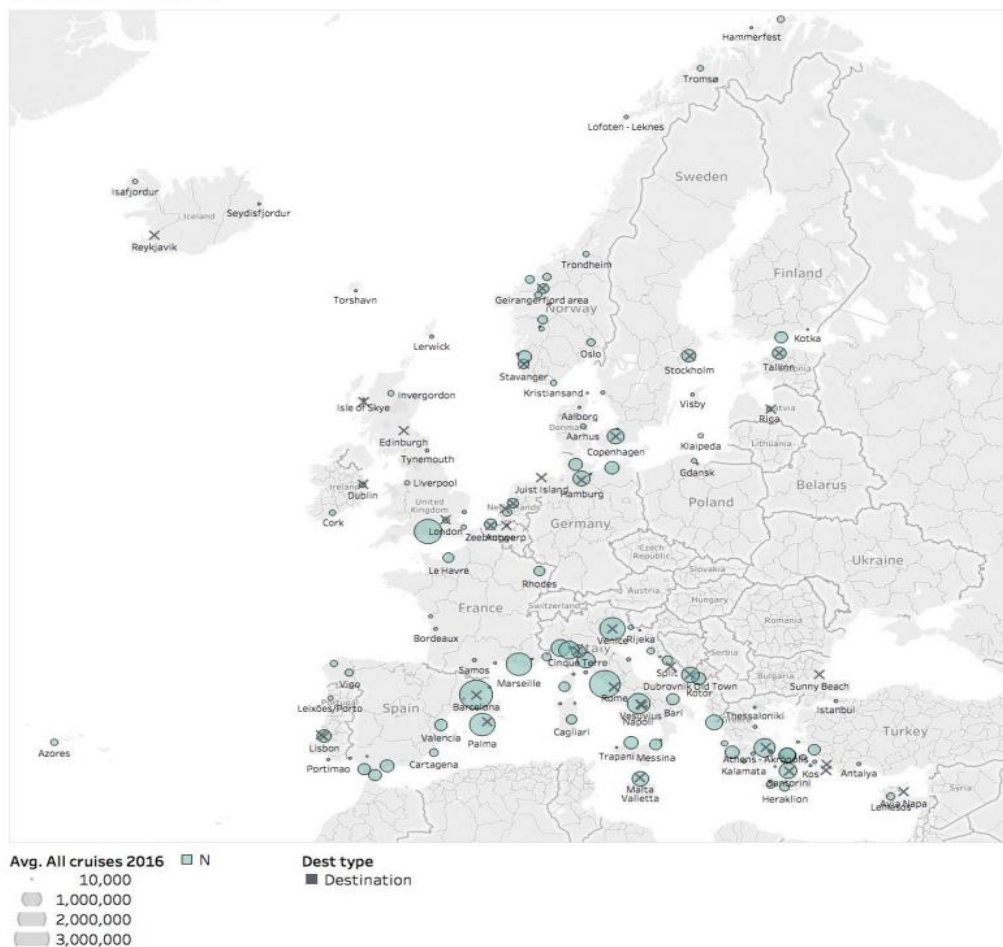 Hammerfest
Tromsø
Lofoten - Leknes
Sweden
Isafjordur
Iceland
Seydisfjordur
Reykjavik
Trondheim
Finland
Torshavn
Geirangerfjord area
Norway
Lerwick
Oslo
Kotka
Stockholm
Tallinn
Estonia
Stavanger
Invergordon
Kristiansand
Isle of Skye
Visby
Aalborg
Latvia
Riga
Denmark
Aarhus
Edinburgh
Copenhagen
Klaipeda
Lithuania
Tynemouth
Gdansk
Ireland
Dublin
Liverpool
Juist Island
Hamburg
Belarus
United
Kingdom
Netherlands
Poland
Cork
London
Zeebrugge
Antwerp
Germany
Le Havre
Rhodes
Czech
Republic
Ukraine
Slovakia
Austria
France
Switzerland
Hungary
Romania
Bordeaux
Venice
Rijeka
Italy
Samos
Cinque Terre
Serbia
Marseille
Split
Bulgaria
Vigo
Sunny Beach
Leixões/Porto
Portugal
Spain
Barcelona
Rome
Dubrovnik Old Town
Kotor
Istanbul
Vesuvius
Napoli
Bari
Thessaloniki
Lisbon
Valencia
Palma
Cagliari
Turkey
Azores
Portimao
Cartagena
Trapani
Messina
Athens - Akropolis
Kalamata
Santorini
Kos
Antalya
Malta
Valletta
Heraklion
Ayia Napa
Lemesos
Syria
Avg. All cruises 2016 N
10,000
1,000,000
2,000,000
3,000,000
Dest type
Destination